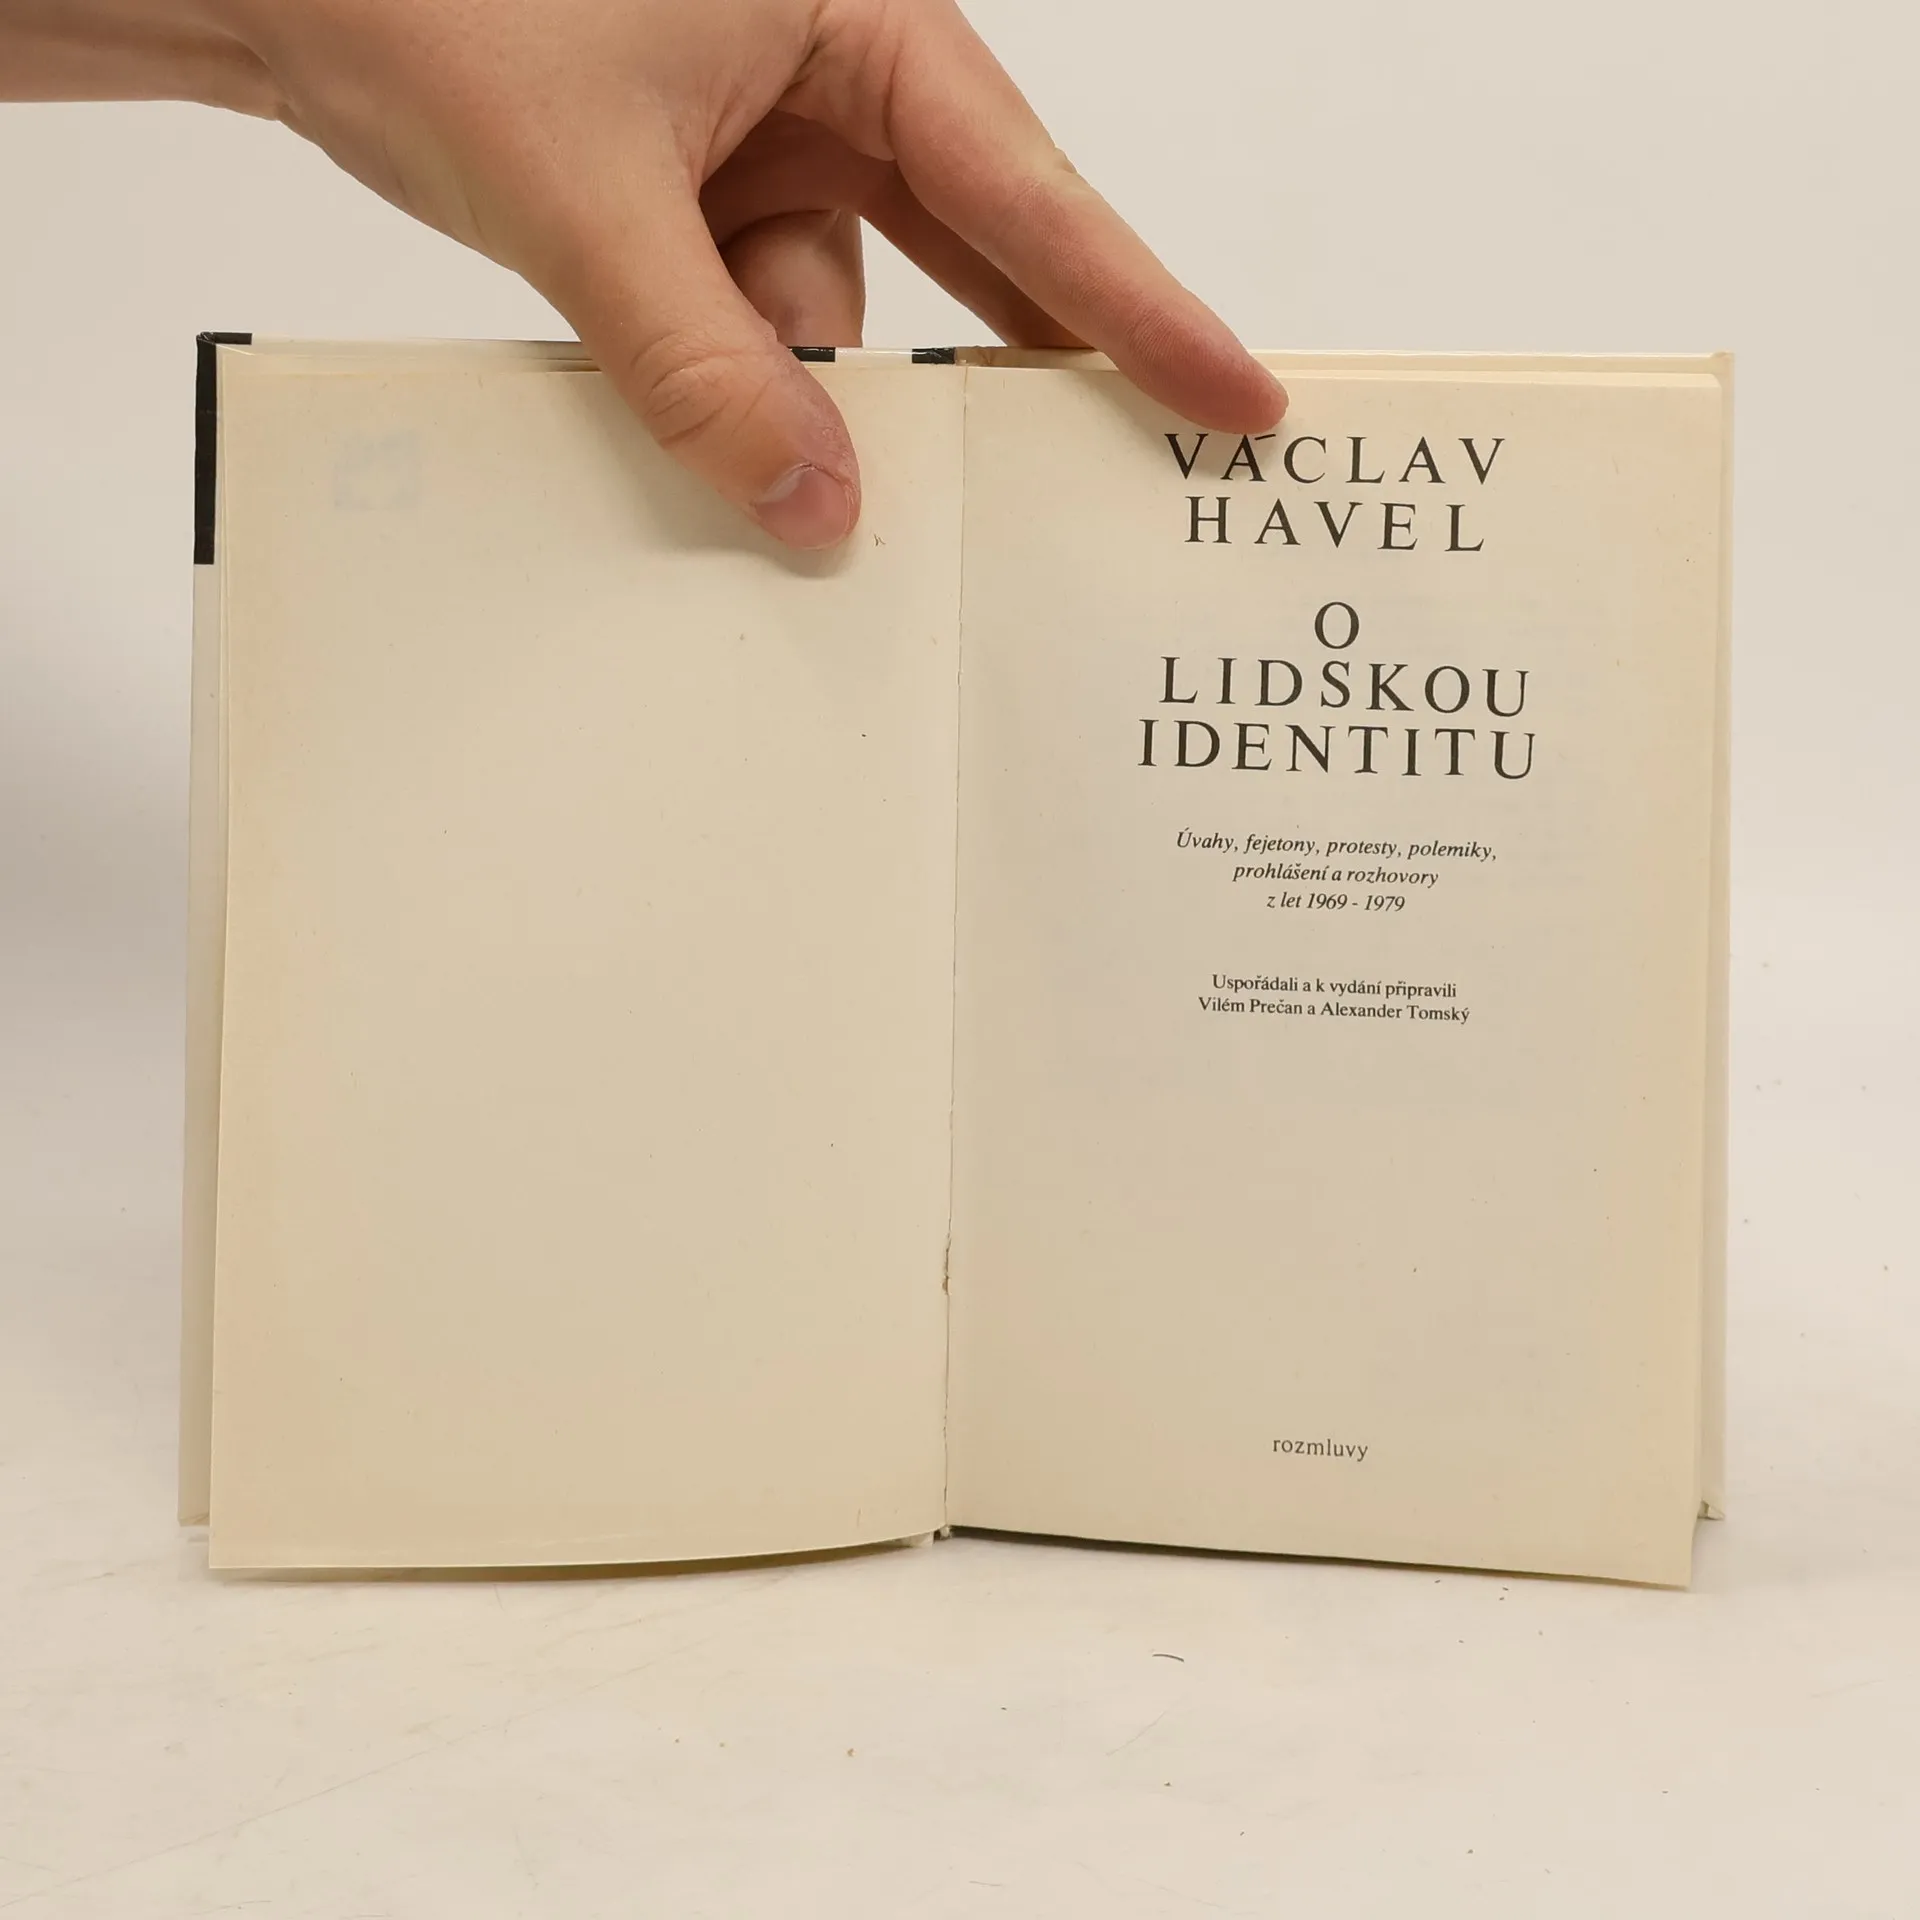 VÁCLAV
HAVEL
O
LIDSKOU
IDENTITU
Úvahy, fejetony, protesty, polemiky,
prohlášení a rozhovory
z let 1969 - 1979
Uspořádali a k vydání připravili
Vilém Prečan a Alexander Tomský
rozmluvy